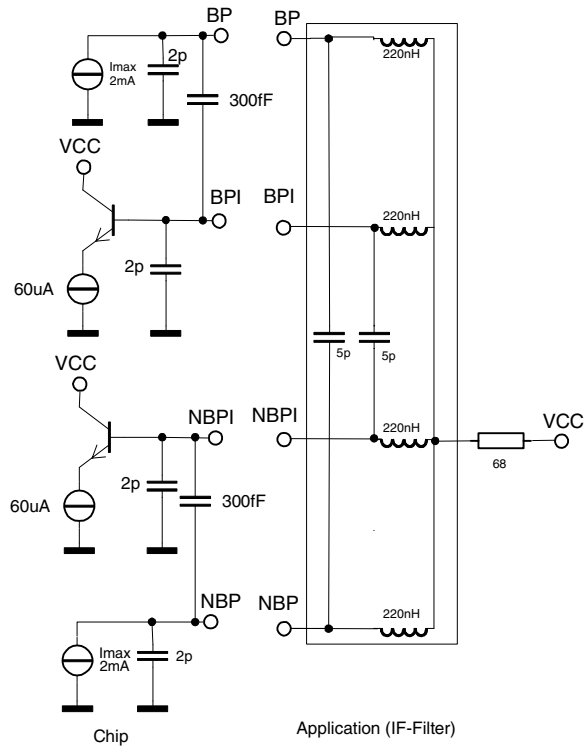 BP
Imax
2mA
2p
300fF
VCC
BPI
60uA
2p
VCC
NBPI
60uA
2p
300fF
NBP
Imax
2mA
2p
Chip
BP
220nH
BPI
220nH
5p
5p
NBPI
220nH
VCC
68
NBP
220nH
Application (IF-Filter)